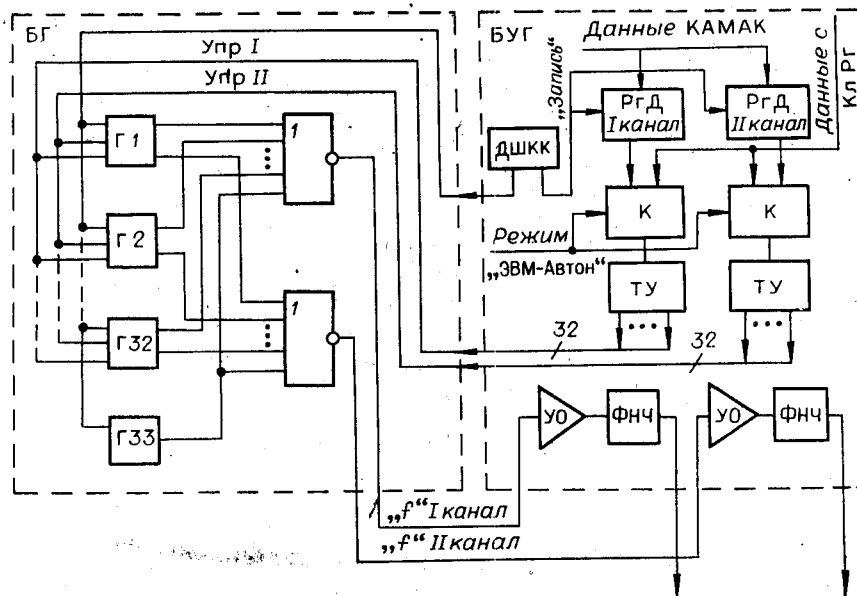 БГ
Упр I
Упр II
Г1
Г2
Г32
Г33
1
1
„f“ I канал
„f“ II канал
БУГ
Данные КАМАК
„Запись“
Данные с
Кл Рг
РгД
I канал
РгД
II канал
ДШКК
К
К
Режим
„ЭВМ-Автон“
ТУ
ТУ
32
32
УО
ФНЧ
УО
ФНЧ